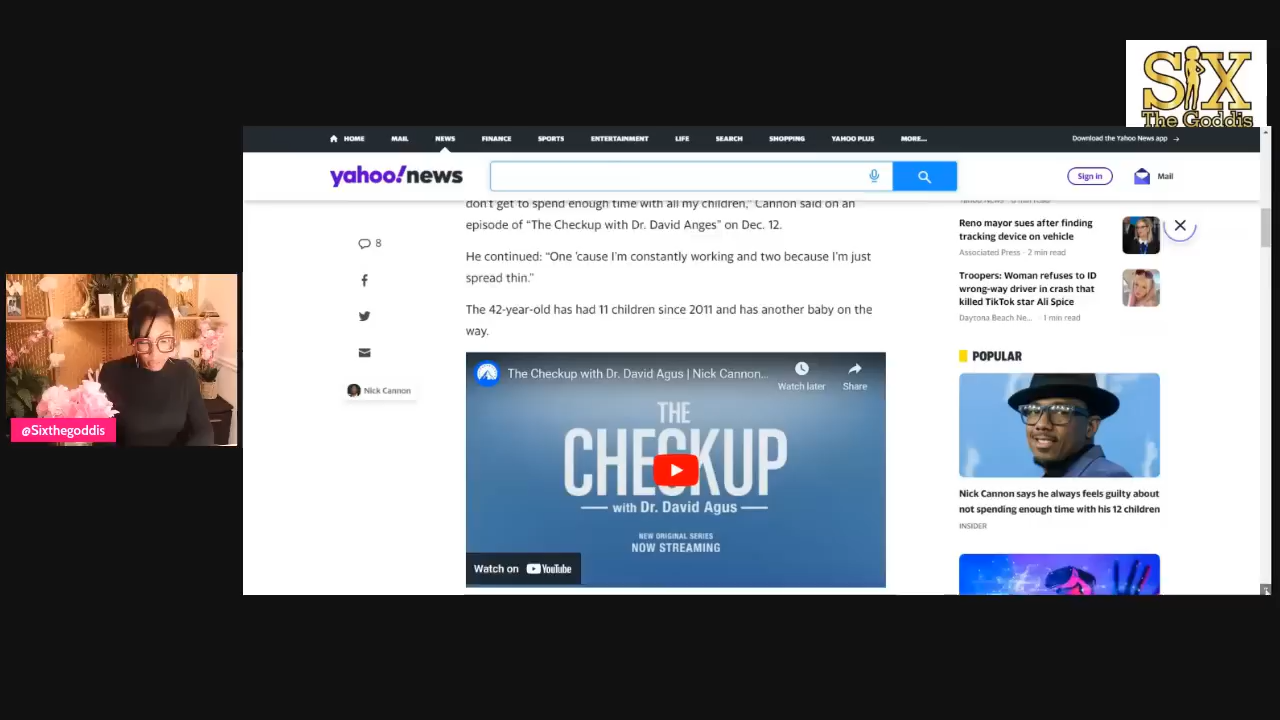 SIX
The Goddis
HOME MAIL NEWS FINANCE SPORTS ENTERTAINMENT LIFE SEARCH SHOPPING YAHOO PLUS MORE... Download the Yahoo News app →
yahoo!news
Sign in
Mail
don't get to spend enough time with all my children," Cannon said on an
episode of "The Checkup with Dr. David Anges" on Dec. 12.
He continued: "One 'cause I'm constantly working and two because I'm just
spread thin."
The 42-year-old has had 11 children since 2011 and has another baby on the
way.
8
Nick Cannon
The Checkup with Dr. David Agus | Nick Cannon...
Watch later
Share
THE
CHECKUP
with Dr. David Agus
NEW ORIGINAL SERIES
NOW STREAMING
Watch on YouTube
Reno mayor sues after finding
tracking device on vehicle
Associated Press · 2 min read
Troopers: Woman refuses to ID
wrong-way driver in crash that
killed TikTok star Ali Spice
Daytona Beach Ne... · 1 min read
POPULAR
Nick Cannon says he always feels guilty about
not spending enough time with his 12 children
INSIDER
@Sixthegoddis